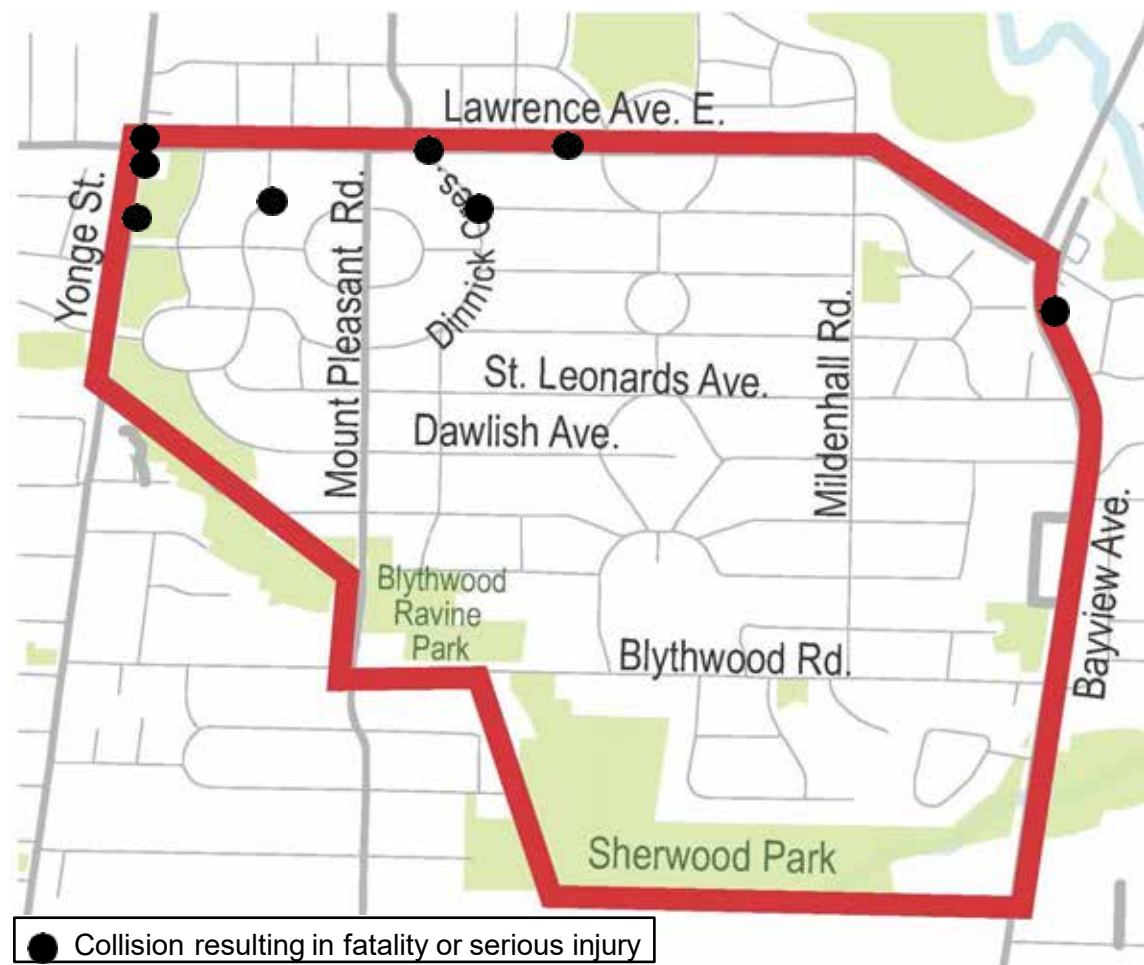 Lawrence Ave. E.
Yonge St.
Mount Pleasant Rd.
Dinnick Cres.
Mildenhall Rd.
St. Leonards Ave.
Dawlish Ave.
Bayview Ave.
Blythwood
Ravine
Park
Blythwood Rd.
Sherwood Park
Collision resulting in fatality or serious injury